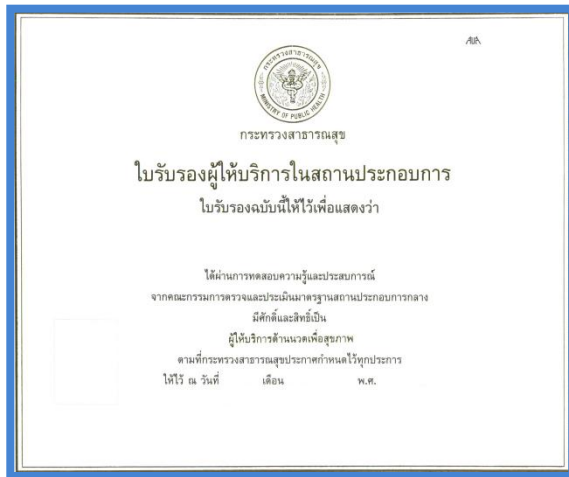 กระทรวงสาธารณสุข
MINISTRY OF PUBLIC HEALTH
กระทรวงสาธารณสุข
ใบรับรองผู้ให้บริการในสถานประกอบการ
ใบรับรองฉบับนี้ให้ไว้เพื่อแสดงว่า
ได้ผ่านการทดสอบความรู้และประสบการณ์
จากคณะกรรมการตรวจและประเมินมาตรฐานสถานประกอบการกลาง
มีศักดิ์และสิทธิ์เป็น
ผู้ให้บริการด้านนวดเพื่อสุขภาพ
ตามที่กระทรวงสาธารณสุขประกาศกำหนดไว้ทุกประการ
ให้ไว้ ณ วันที่ เดือน พ.ศ.